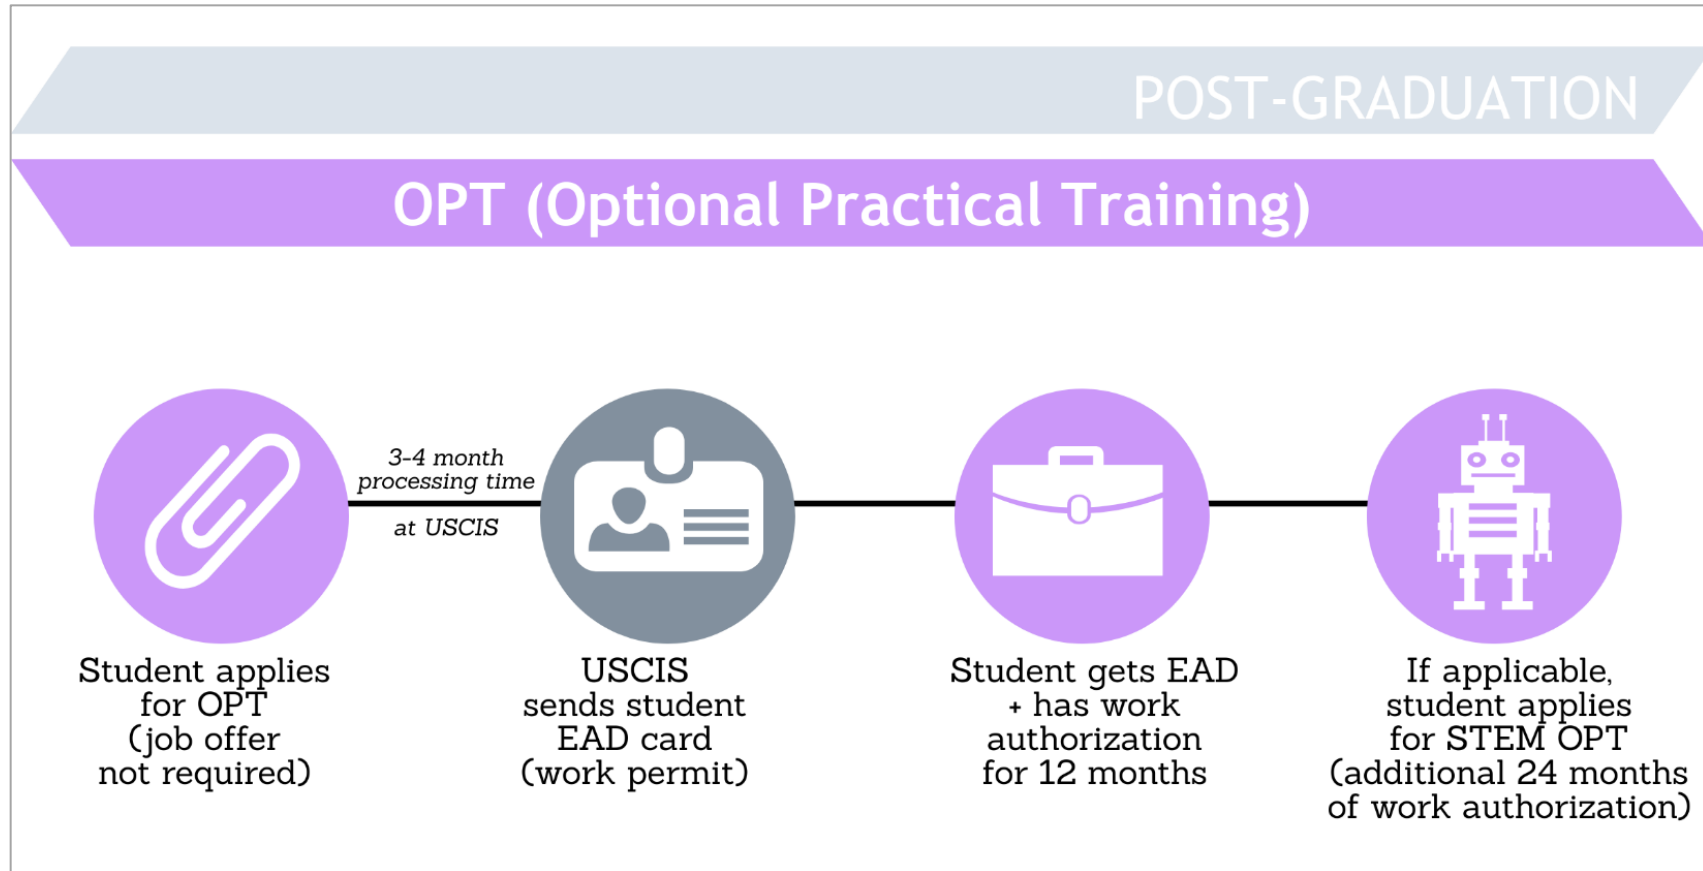 POST-GRADUATION
OPT (Optional Practical Training)
3-4 month
processing time
at USCIS
Student applies
for OPT
(job offer
not required)
USCIS
sends student
EAD card
(work permit)
Student gets EAD
+ has work
authorization
for 12 months
If applicable,
student applies
for STEM OPT
(additional 24 months
of work authorization)